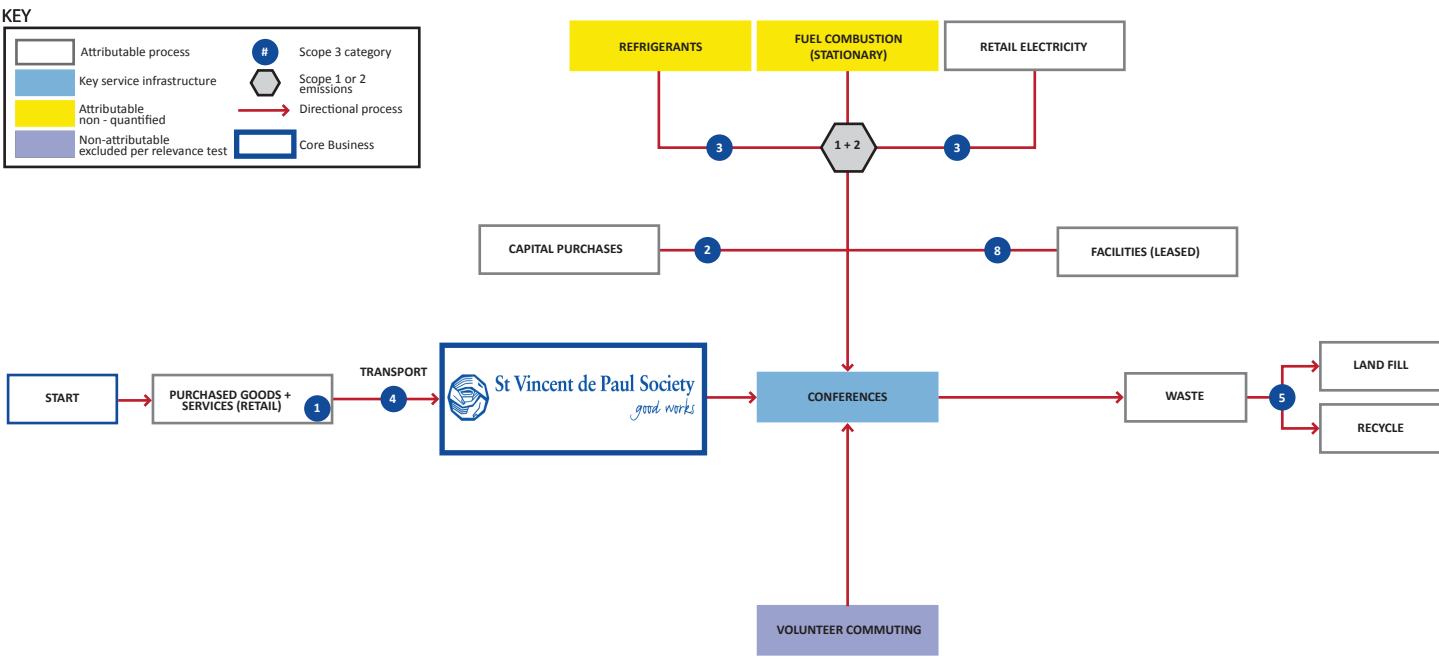 KEY
Attributable process
Key service infrastructure
Attributable
non - quantified
Non-attributable
excluded per relevance test
#
Scope 3 category
Scope 1 or 2
emissions
Directional process
Core Business
REFRIGERANTS
FUEL COMBUSTION
(STATIONARY)
RETAIL ELECTRICITY
3
1 + 2
3
CAPITAL PURCHASES
2
8
FACILITIES (LEASED)
START
PURCHASED GOODS +
SERVICES (RETAIL)
1
TRANSPORT
4
St Vincent de Paul Society
good works
CONFERENCES
WASTE
5
LAND FILL
RECYCLE
VOLUNTEER COMMUTING